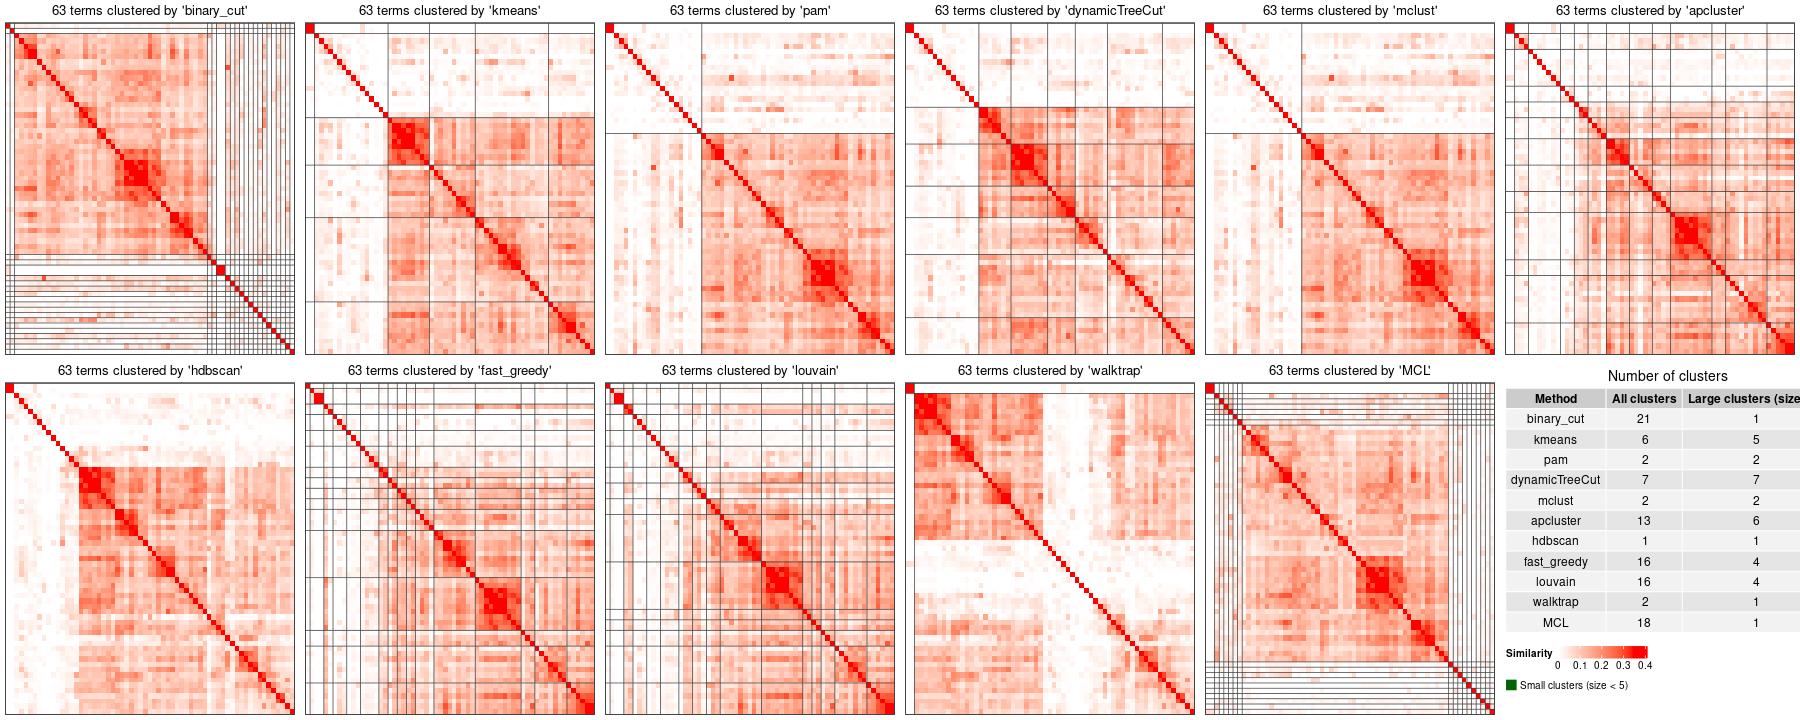 63 terms clustered by 'binary_cut'
63 terms clustered by 'kmeans'
63 terms clustered by 'pam'
63 terms clustered by 'dynamicTreeCut'
63 terms clustered by 'mclust'
63 terms clustered by 'apcluster'
63 terms clustered by 'hdbscan'
63 terms clustered by 'fast_greedy'
63 terms clustered by 'louvain'
63 terms clustered by 'walktrap'
63 terms clustered by 'MCL'
Number of clusters
Method All clusters Large clusters (size
binary_cut 21 1
kmeans 6 5
pam 2 2
dynamicTreeCut 7 7
mclust 2 2
apcluster 13 6
hdbscan 1 1
fast_greedy 16 4
louvain 16 4
walktrap 2 1
MCL 18 1
Similarity
0 0.1 0.2 0.3 0.4
Small clusters (size < 5)